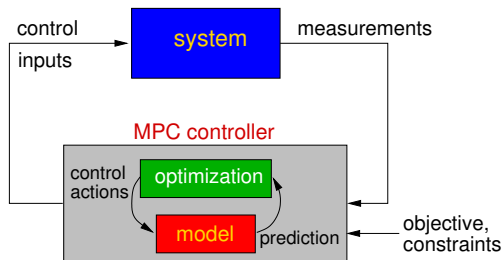 control
inputs
system
measurements
MPC controller
control
actions
optimization
model
prediction
objective,
constraints